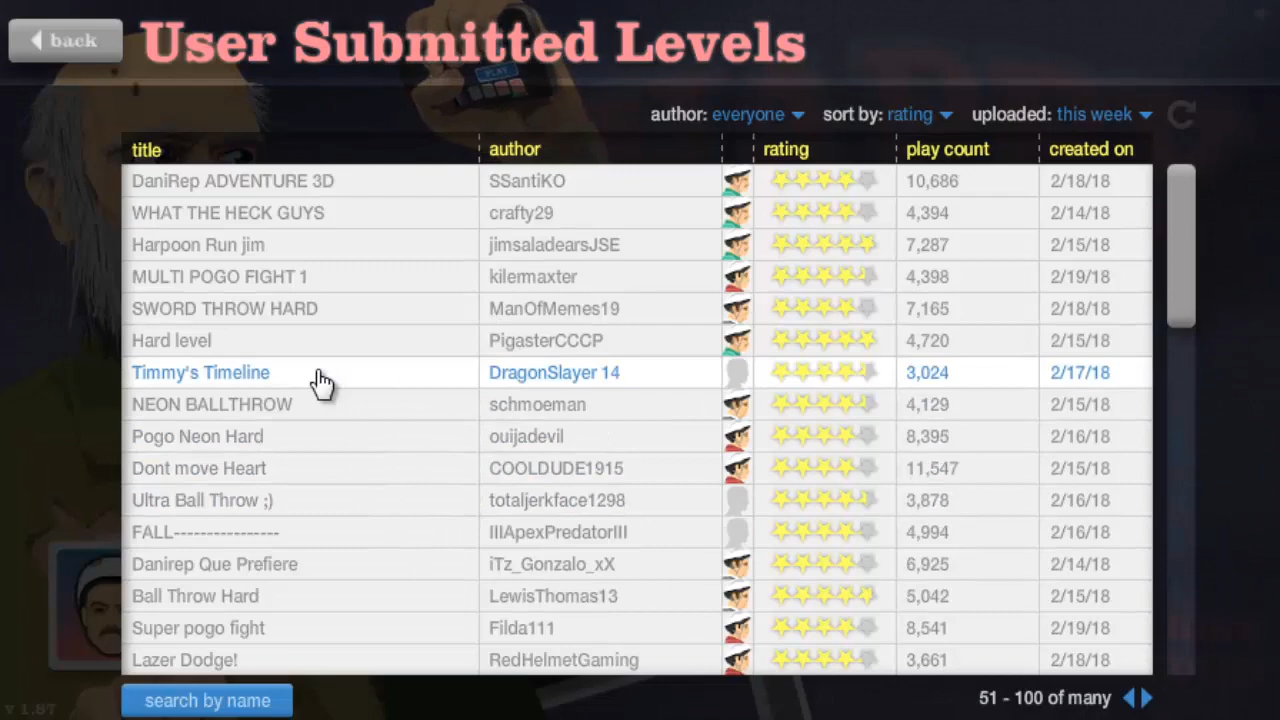 back
User Submitted Levels
PLAY
author: everyone sort by: rating uploaded: this week
title author rating play count created on
DaniRep ADVENTURE 3D SSantiKO 10,686 2/18/18
WHAT THE HECK GUYS crafty29 4,394 2/14/18
Harpoon Run jim jimsaladearsJSE 7,287 2/15/18
MULTI POGO FIGHT 1 kilermaxter 4,398 2/19/18
SWORD THROW HARD ManOfMemes19 7,165 2/18/18
Hard level PigasterCCCP 4,720 2/15/18
Timmy's Timeline DragonSlayer 14 3,024 2/17/18
NEON BALLTHROW schmoeman 4,129 2/15/18
Pogo Neon Hard ouijadevil 8,395 2/16/18
Dont move Heart COOLDUDE1915 11,547 2/15/18
Ultra Ball Throw ;) totaljerkface1298 3,878 2/16/18
FALL---------------- IIIApexPredatorIII 4,994 2/16/18
Danirep Que Prefiere iTz_Gonzalo_xX 6,925 2/14/18
Ball Throw Hard LewisThomas13 5,042 2/15/18
Super pogo fight Filda111 8,541 2/19/18
Lazer Dodge! RedHelmetGaming 3,661 2/18/18
search by name 51 - 100 of many
v 1.87